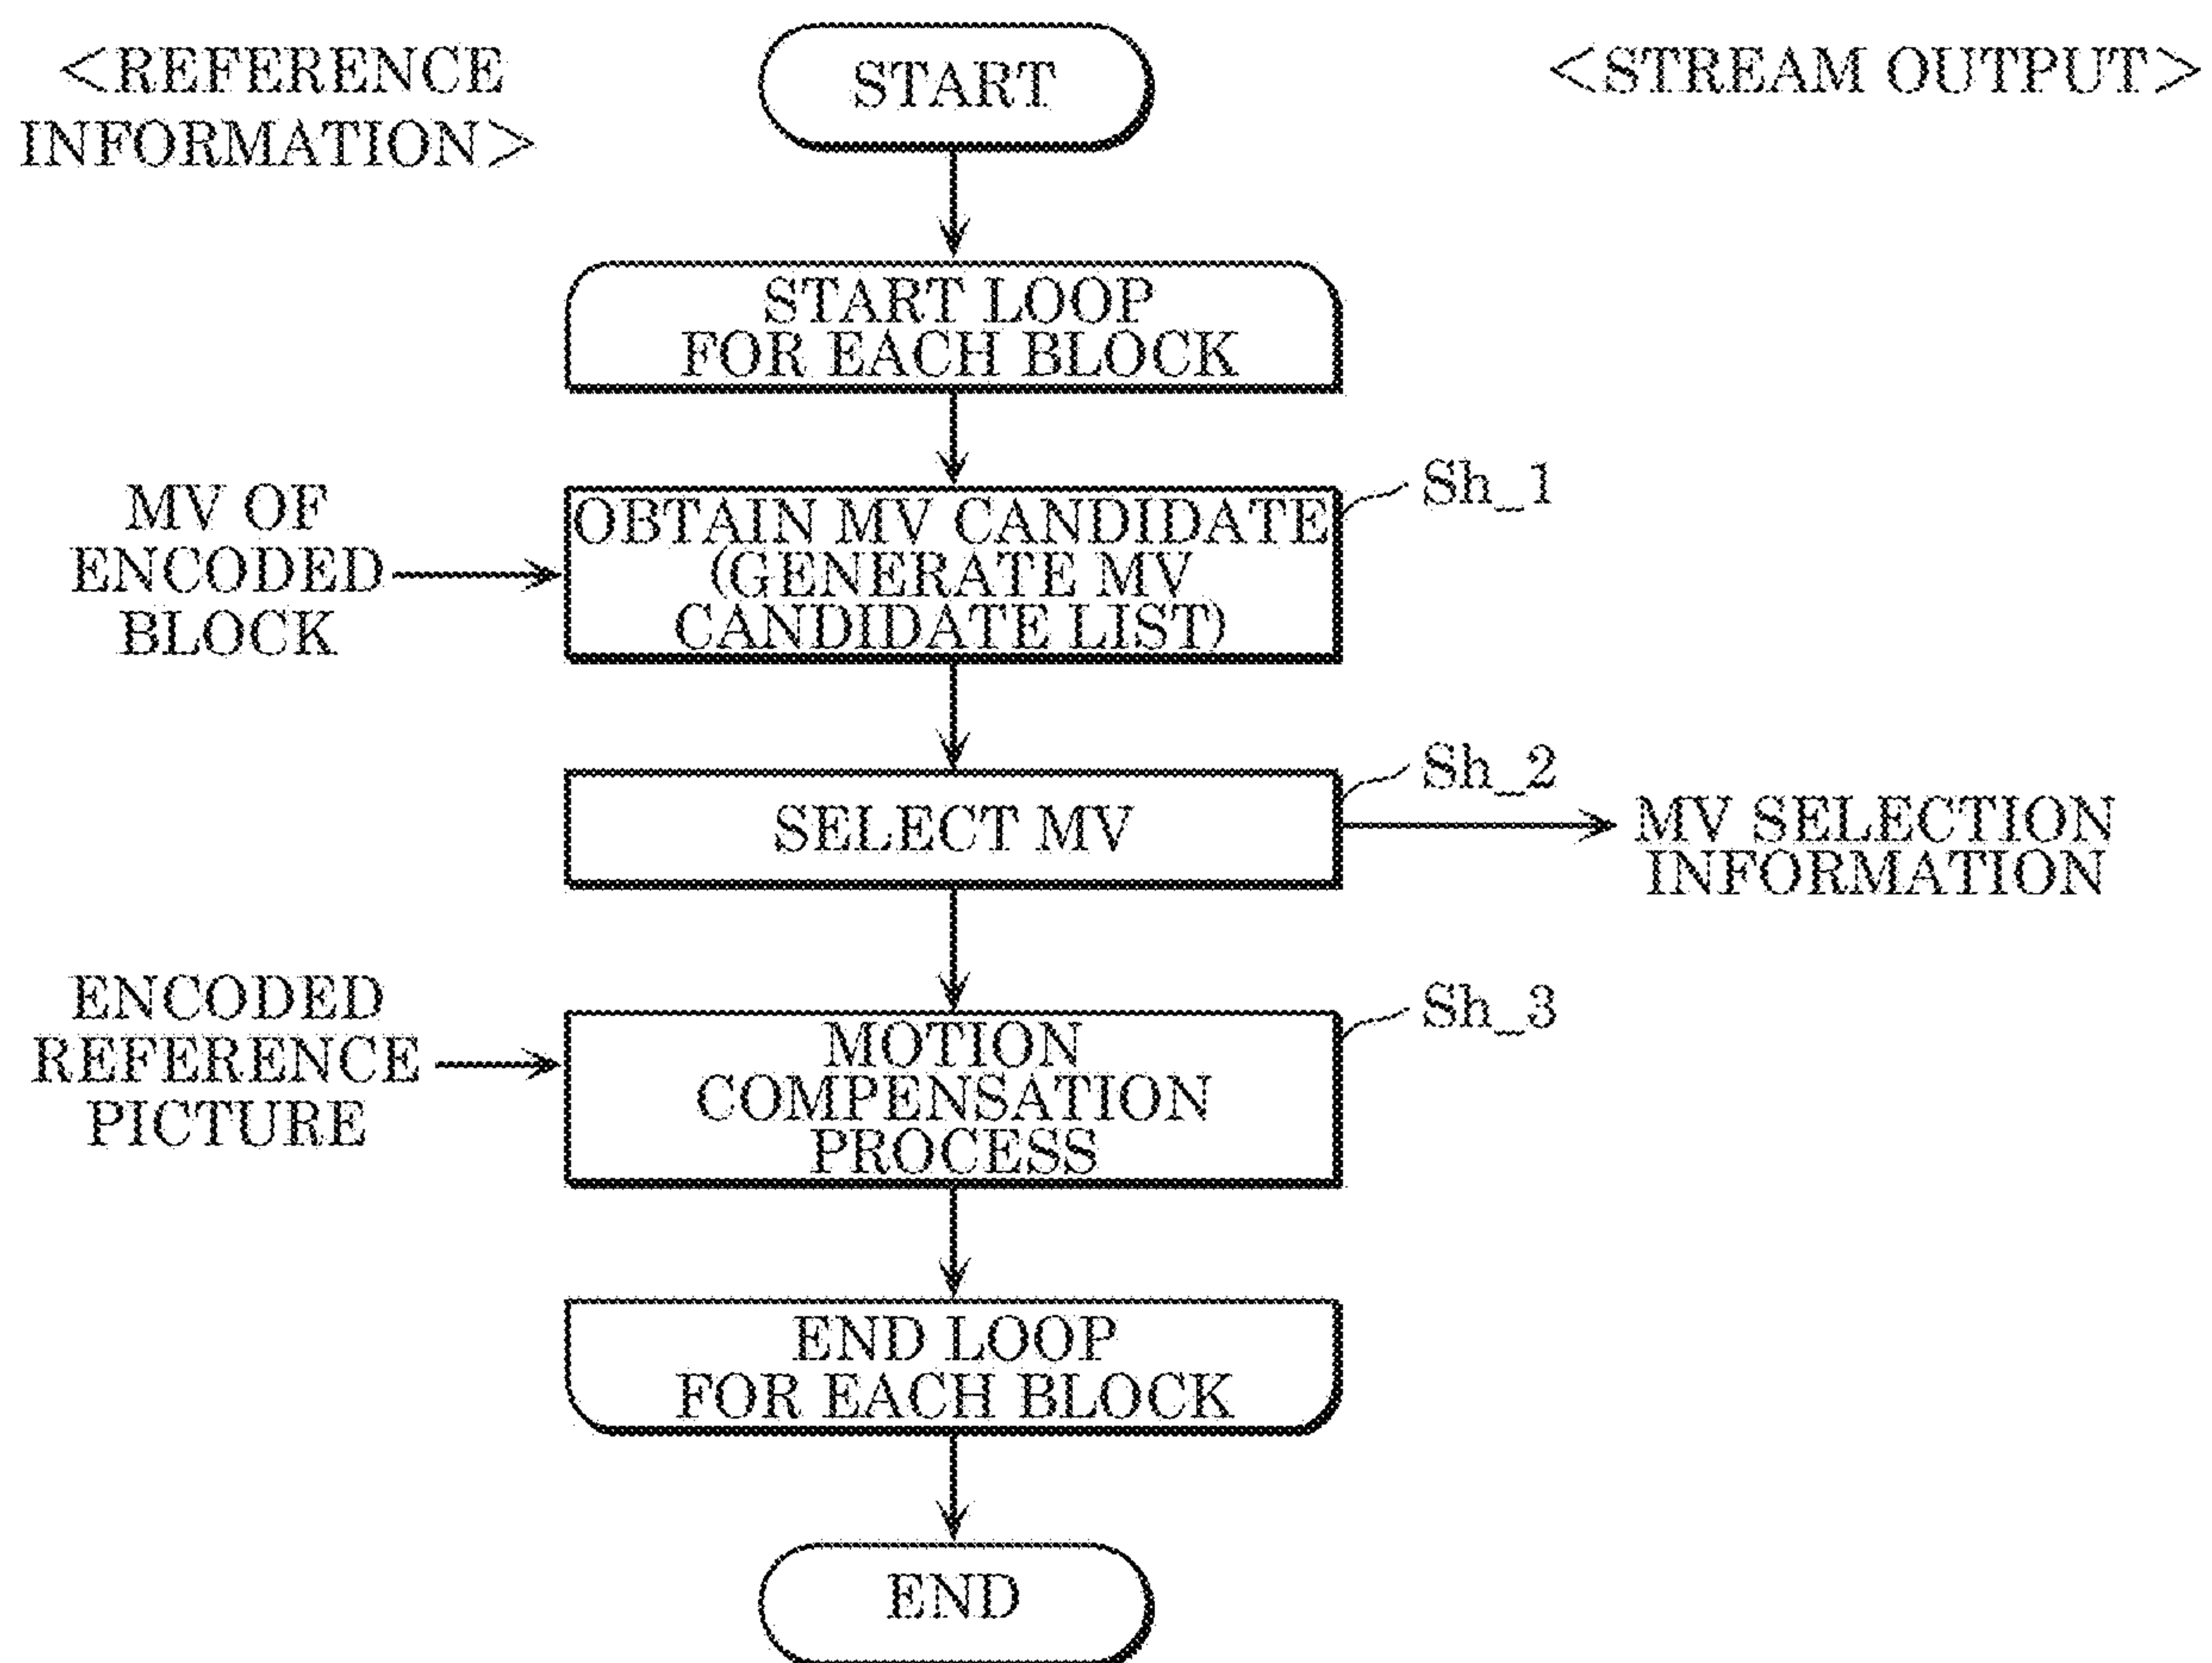 <REFERENCE
INFORMATION>
START
<STREAM OUTPUT>
START LOOP
FOR EACH BLOCK
MV OF
ENCODED
BLOCK
OBTAIN MV CANDIDATE
(GENERATE MV
CANDIDATE LIST)
Sh_1
SELECT MV
Sh_2
MV SELECTION
INFORMATION
ENCODED
REFERENCE
PICTURE
MOTION
COMPENSATION
PROCESS
Sh_3
END LOOP
FOR EACH BLOCK
END